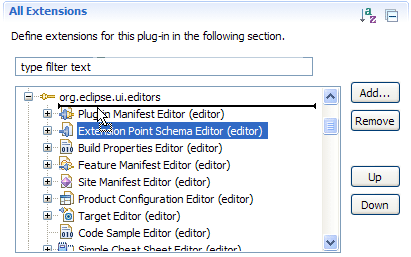 All Extensions
Define extensions for this plug-in in the following section.
type filter text
org.eclipse.ui.editors
Plug-in Manifest Editor (editor)
Extension Point Schema Editor (editor)
Build Properties Editor (editor)
Feature Manifest Editor (editor)
Site Manifest Editor (editor)
Product Configuration Editor (editor)
Target Editor (editor)
Code Sample Editor (editor)
Simple Cheat Sheet Editor (editor)
Add...
Remove
Up
Down